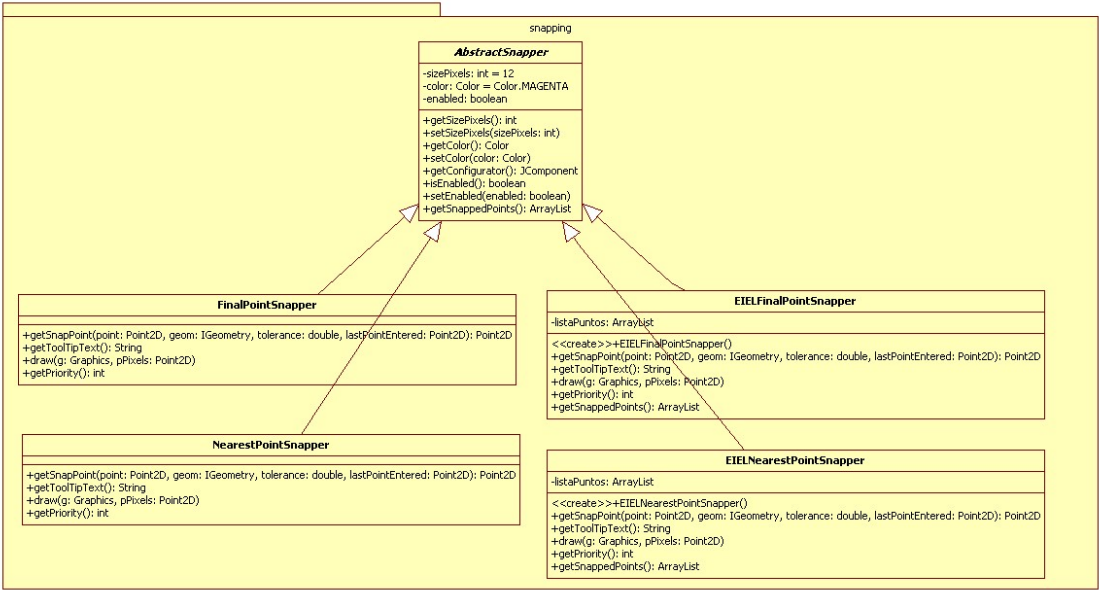 snapping
AbstractSnapper
-sizePixels: int = 12
-color: Color = Color.MAGENTA
-enabled: boolean
+getSizePixels(): int
+setSizePixels(sizePixels: int)
+getColor(): Color
+setColor(color: Color)
+getConfigurator(): JComponent
+isEnabled(): boolean
+setEnabled(enabled: boolean)
+getSnappedPoints(): ArrayList
FinalPointSnapper
+getSnapPoint(point: Point2D, geom: IGeometry, tolerance: double, lastPointEntered: Point2D): Point2D
+getToolTipText(): String
+draw(g: Graphics, pPixels: Point2D)
+getPriority(): int
EIELFinalPointSnapper
-listaPuntos: ArrayList
<<create>>+EIELFinalPointSnapper()
+getSnapPoint(point: Point2D, geom: IGeometry, tolerance: double, lastPointEntered: Point2D): Point2D
+getToolTipText(): String
+draw(g: Graphics, pPixels: Point2D)
+getPriority(): int
+getSnappedPoints(): ArrayList
NearestPointSnapper
+getSnapPoint(point: Point2D, geom: IGeometry, tolerance: double, lastPointEntered: Point2D): Point2D
+getToolTipText(): String
+draw(g: Graphics, pPixels: Point2D)
+getPriority(): int
EIELNearestPointSnapper
-listaPuntos: ArrayList
<<create>>+EIELNearestPointSnapper()
+getSnapPoint(point: Point2D, geom: IGeometry, tolerance: double, lastPointEntered: Point2D): Point2D
+getToolTipText(): String
+draw(g: Graphics, pPixels: Point2D)
+getPriority(): int
+getSnappedPoints(): ArrayList